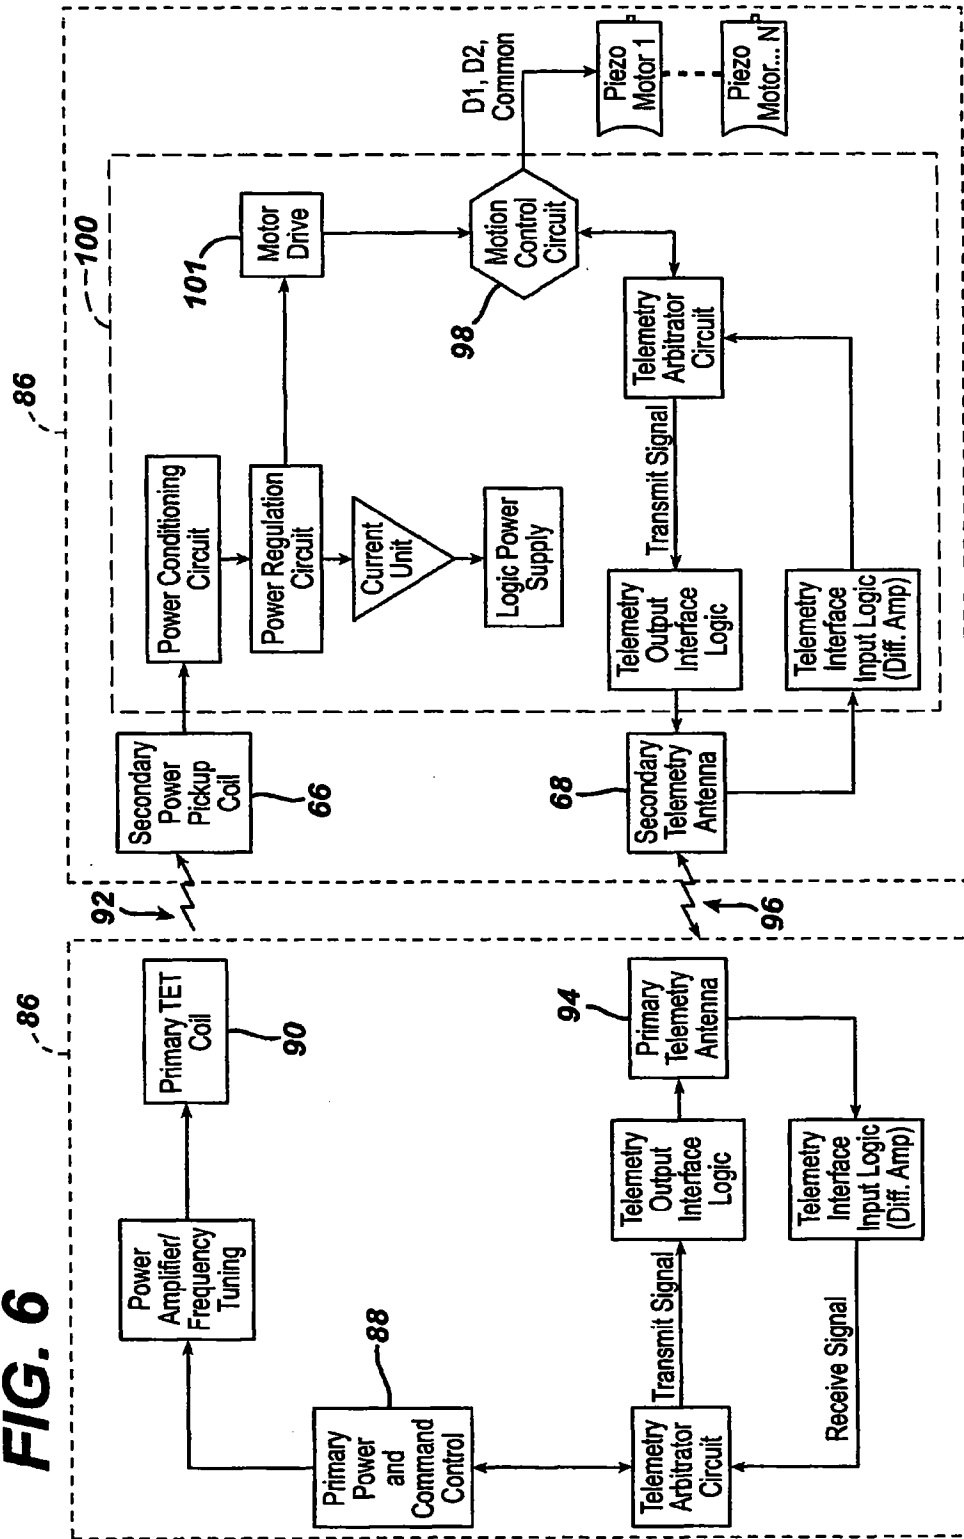 FIG. 6
86
Primary Power
and
Command Control
88
Power
Amplifier/
Frequency
Tuning
Primary TET
Coil
90
Telemetry
Arbitrator
Circuit
Transmit Signal
Telemetry
Output
Interface
Logic
Primary
Telemetry
Antenna
94
Telemetry
Interface
Input Logic
(Diff. Amp)
Receive Signal
92
96
86
100
Secondary
Power
Pickup
Coil
66
Power Conditioning
Circuit
Power Regulation
Circuit
Current
Unit
Logic Power
Supply
Motor
Drive
101
Motion
Control
Circuit
98
D1, D2,
Common
Piezo
Motor 1
Piezo
Motor... N
Secondary
Telemetry
Antenna
68
Telemetry
Output
Interface
Logic
Transmit Signal
Telemetry
Arbitrator
Circuit
Telemetry
Interface
Input Logic
(Diff. Amp)